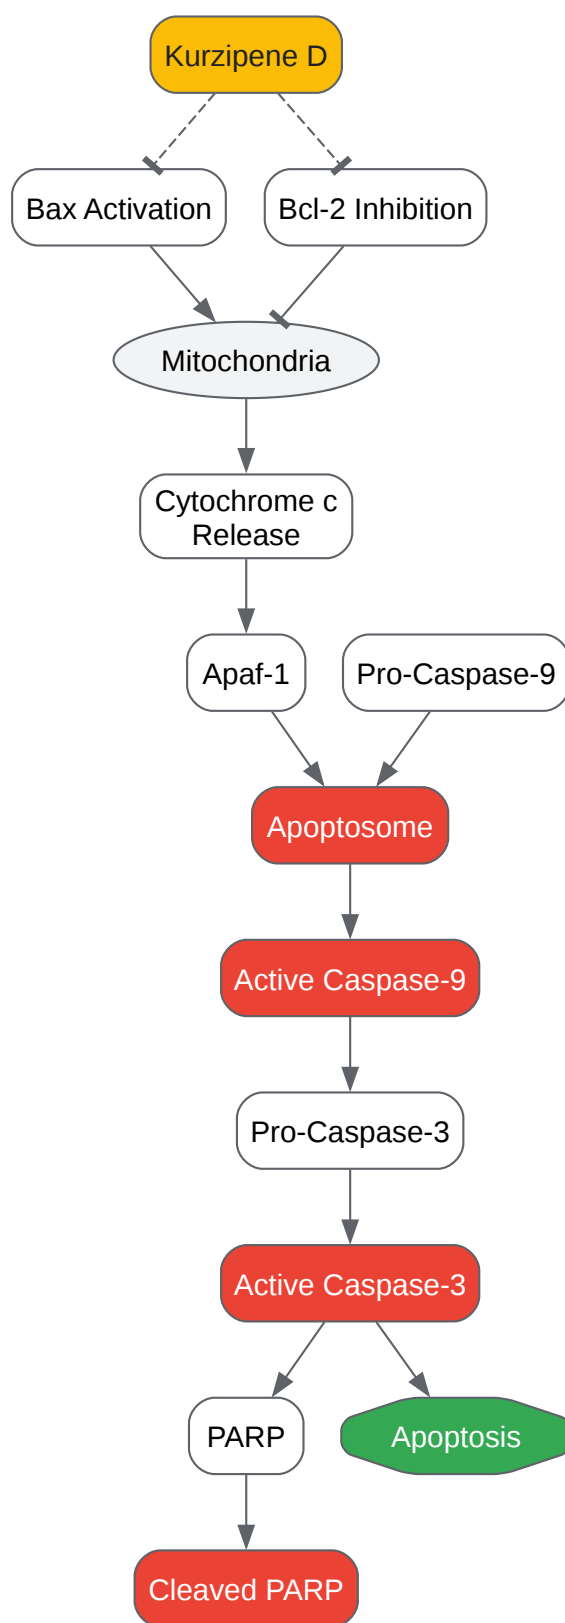 Kurzipene D
Bax Activation
Bcl-2 Inhibition
Mitochondria
Cytochrome c
Release
Apaf-1
Pro-Caspase-9
Apoptosome
Active Caspase-9
Pro-Caspase-3
Active Caspase-3
PARP
Apoptosis
Cleaved PARP